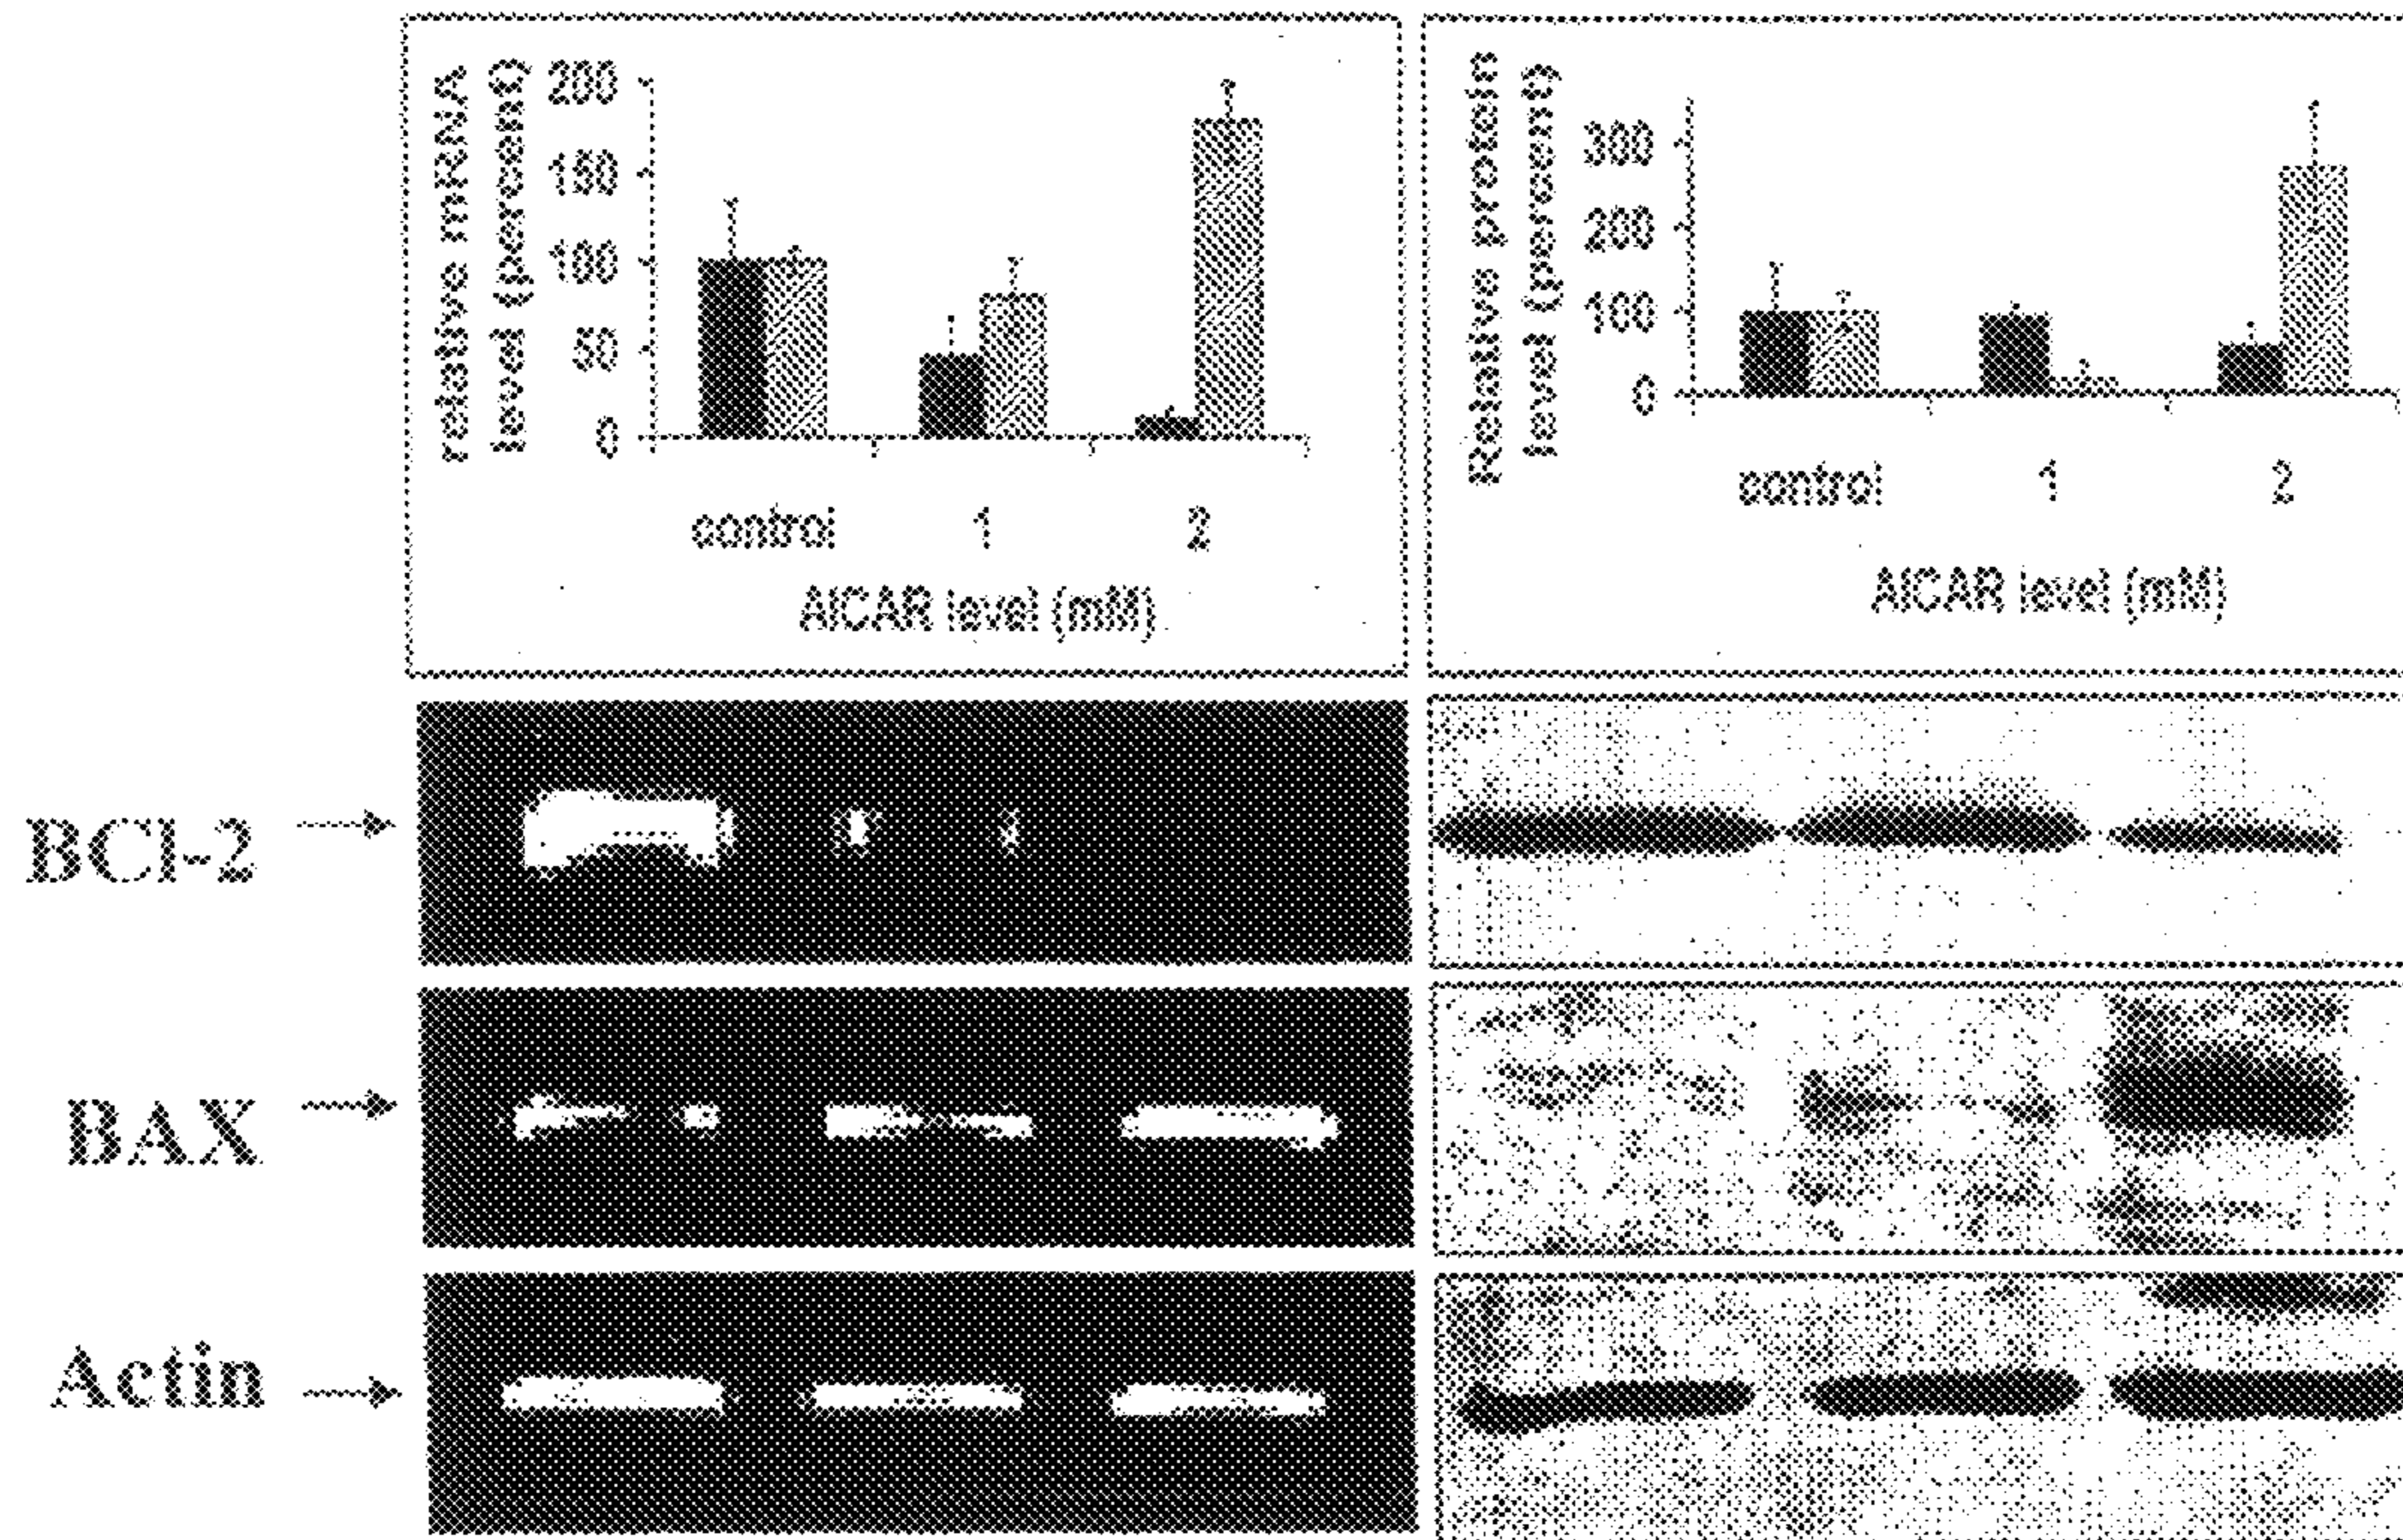 relative mRNA
level (percent)
200
150
100
50
0
control 1 2
AICAR level (mM)
Relative protein
level (percent)
300
200
100
0
control 1 2
AICAR level (mM)
BCl-2
BAX
Actin